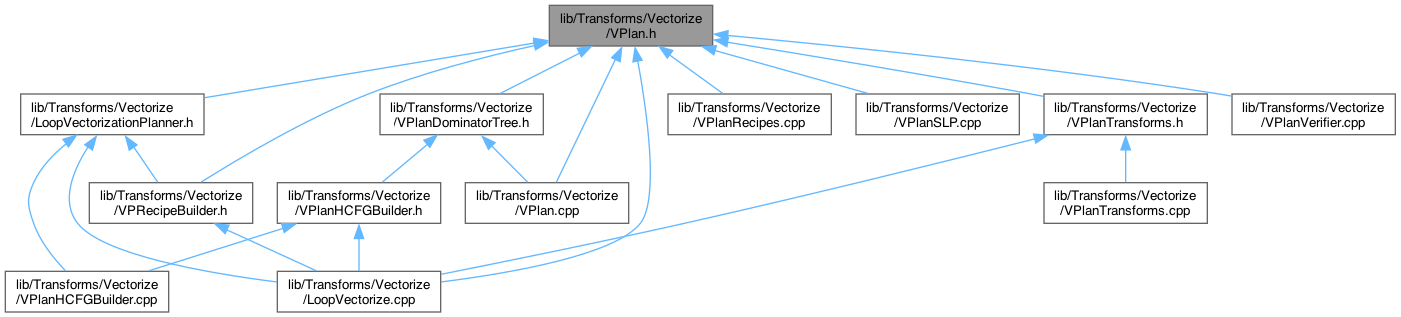 lib/Transforms/Vectorize
/VPlan.h
lib/Transforms/Vectorize
/LoopVectorizationPlanner.h
lib/Transforms/Vectorize
/VPlanDominatorTree.h
lib/Transforms/Vectorize
/VPlanRecipes.cpp
lib/Transforms/Vectorize
/VPlanSLP.cpp
lib/Transforms/Vectorize
/VPlanTransforms.h
lib/Transforms/Vectorize
/VPlanVerifier.cpp
lib/Transforms/Vectorize
/VPRecipeBuilder.h
lib/Transforms/Vectorize
/VPlanHCFGBuilder.h
lib/Transforms/Vectorize
/VPlan.cpp
lib/Transforms/Vectorize
/VPlanTransforms.cpp
lib/Transforms/Vectorize
/VPlanHCFGBuilder.cpp
lib/Transforms/Vectorize
/LoopVectorize.cpp